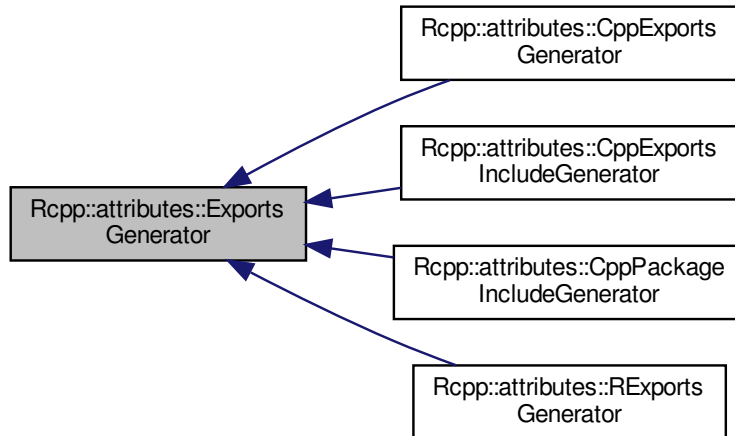 Rcpp::attributes::CppExports
Generator
Rcpp::attributes::CppExports
IncludeGenerator
Rcpp::attributes::Exports
Generator
Rcpp::attributes::CppPackage
IncludeGenerator
Rcpp::attributes::RExports
Generator